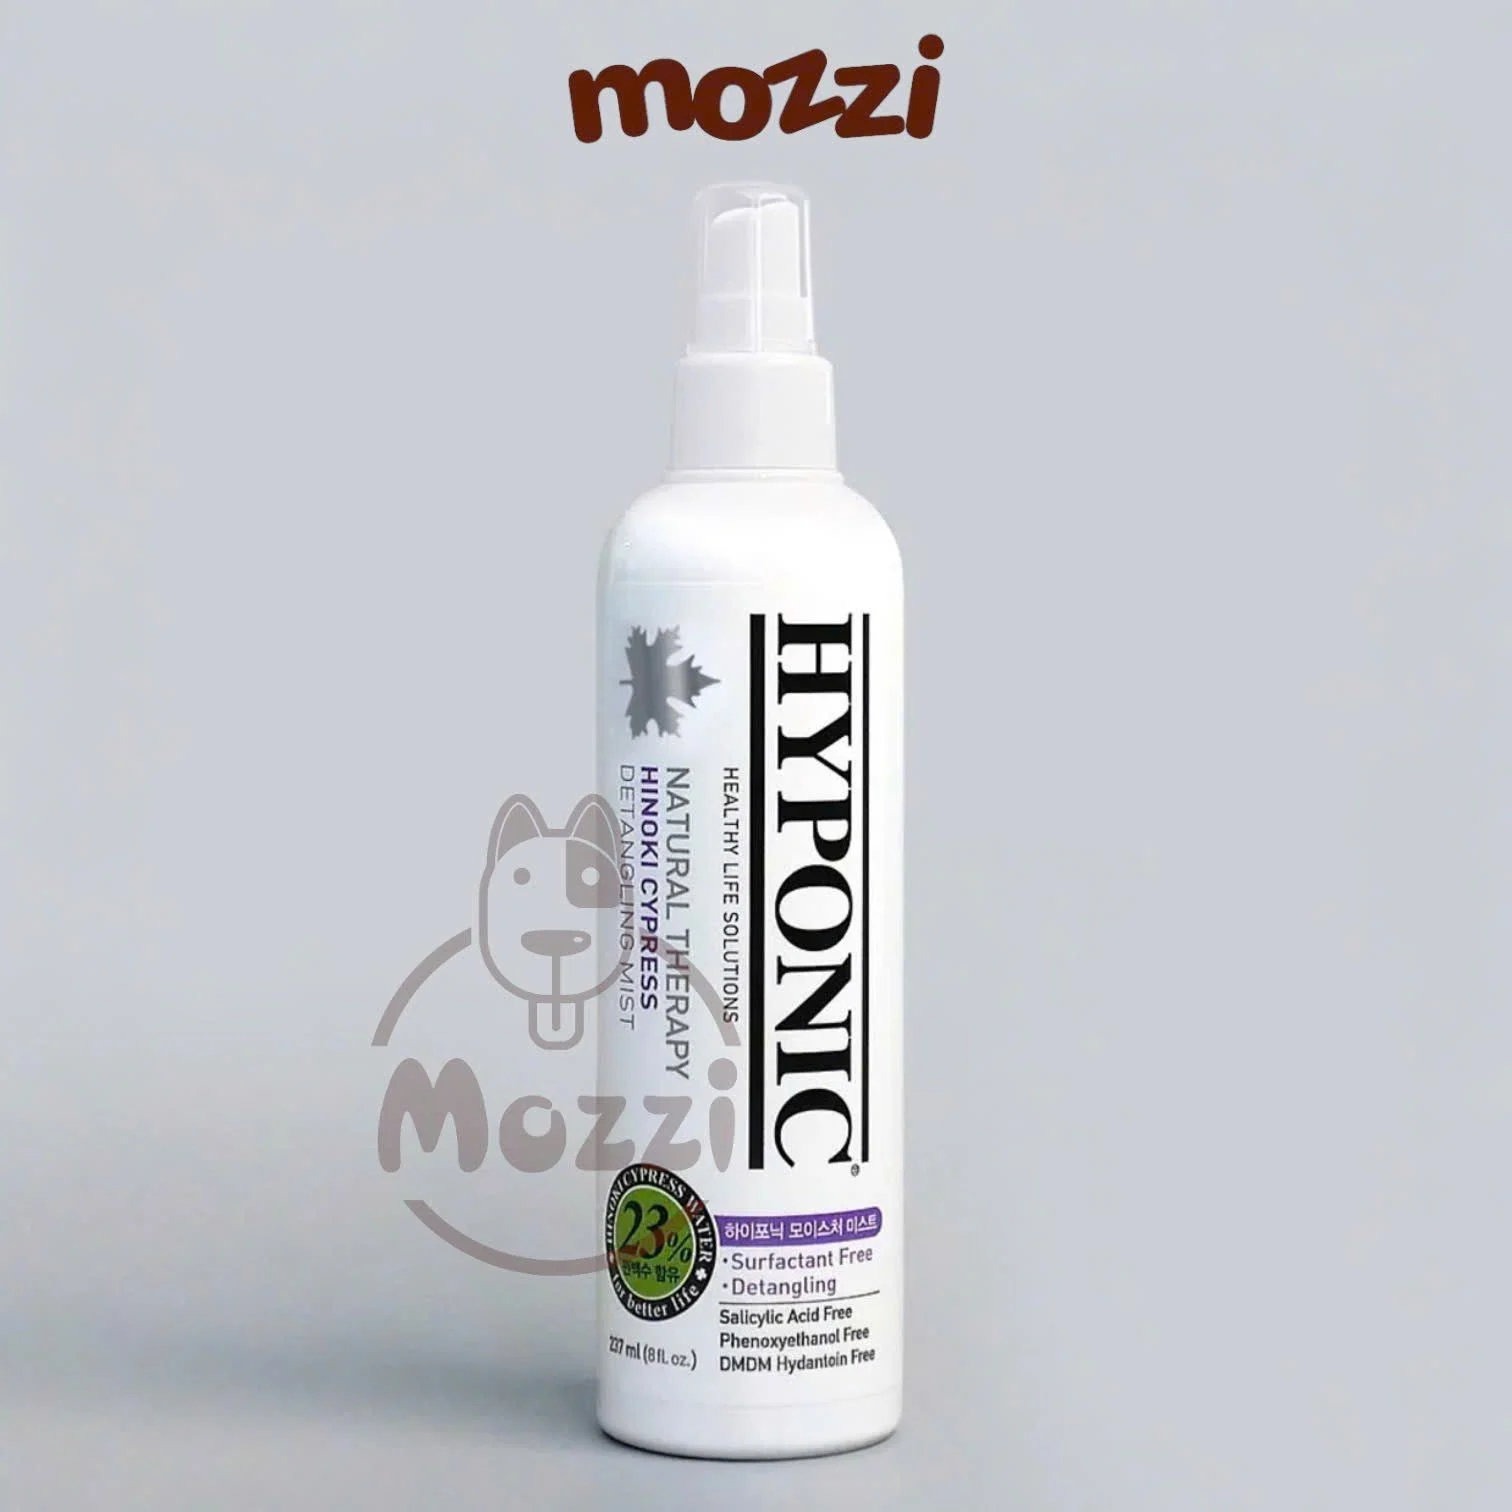 mozzi
HYPONIC
HEALTHY LIFE SOLUTIONS
NATURAL THERAPY
HINOKI CYPRESS
DETANGLING MIST
Mozzi
HINOKI CYPRESS WATER
23%
편백수 함유
for better life
237 ml (8 fl. oz.)
하이포닉 모이스처 미스트
·Surfactant Free
·Detangling
Salicylic Acid Free
Phenoxyethanol Free
DMDM Hydantoin Free